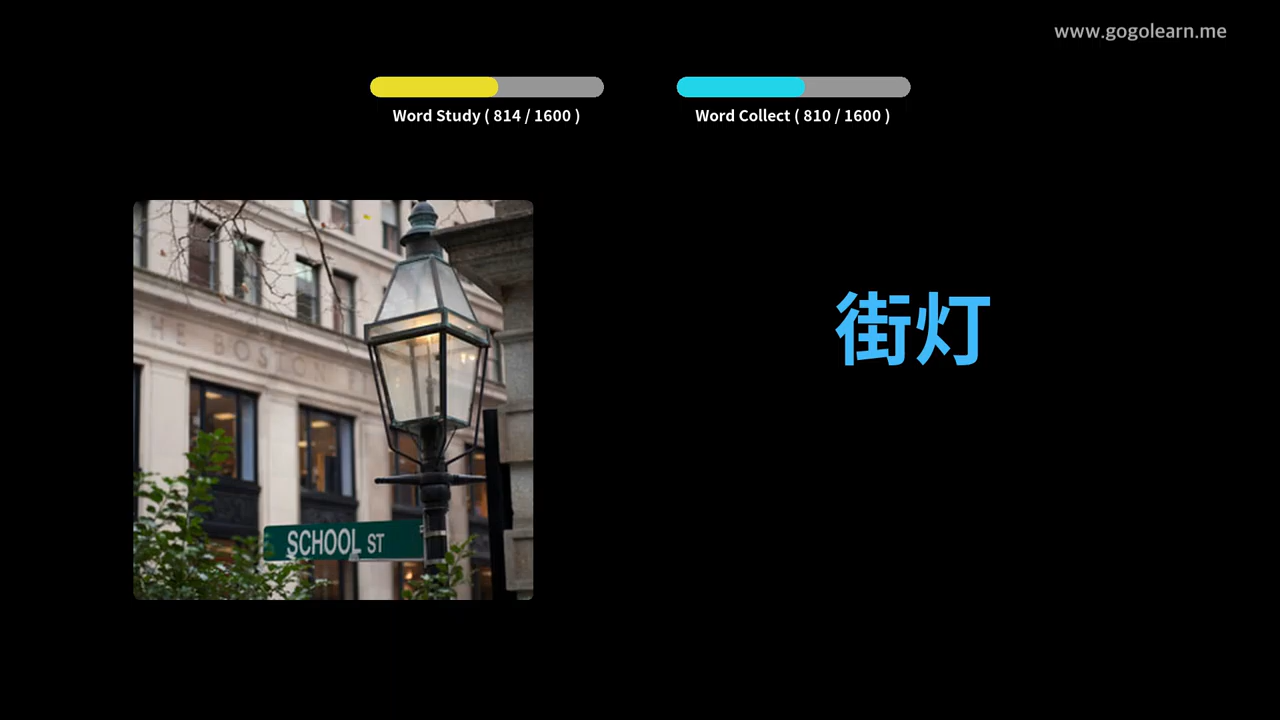 www.gogolearn.me
Word Study ( 814 / 1600 )
Word Collect ( 810 / 1600 )
街灯
HE BOSTON
SCHOOL ST